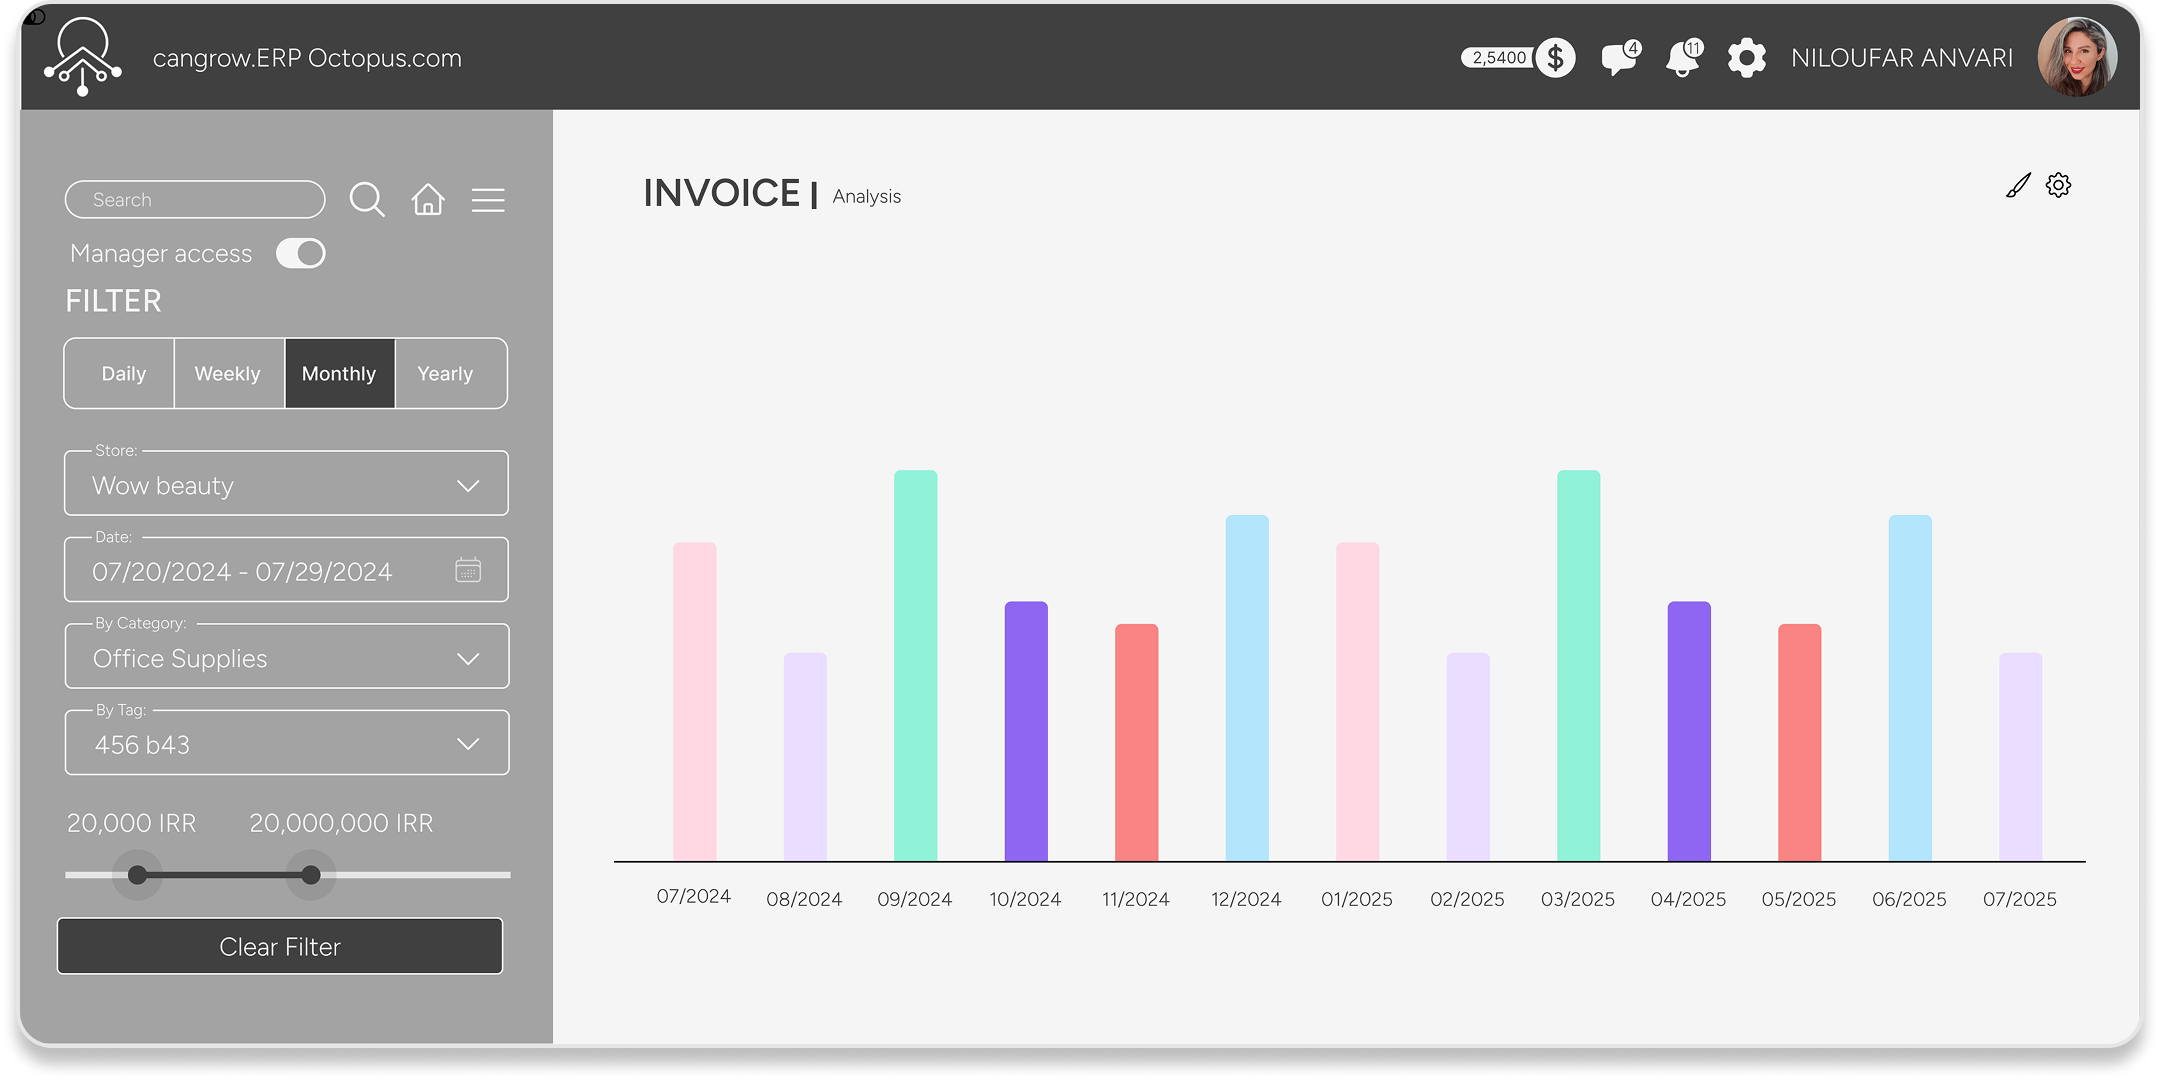 cangrow.ERP Octopus.com
2,5400 $
4
11
NILOUFAR ANVARI
Search
Manager access
FILTER
Daily Weekly Monthly Yearly
Store:
Wow beauty
Date:
07/20/2024 - 07/29/2024
By Category:
Office Supplies
By Tag:
456 b43
20,000 IRR 20,000,000 IRR
Clear Filter
INVOICE | Analysis
07/2024 08/2024 09/2024 10/2024 11/2024 12/2024 01/2025 02/2025 03/2025 04/2025 05/2025 06/2025 07/2025